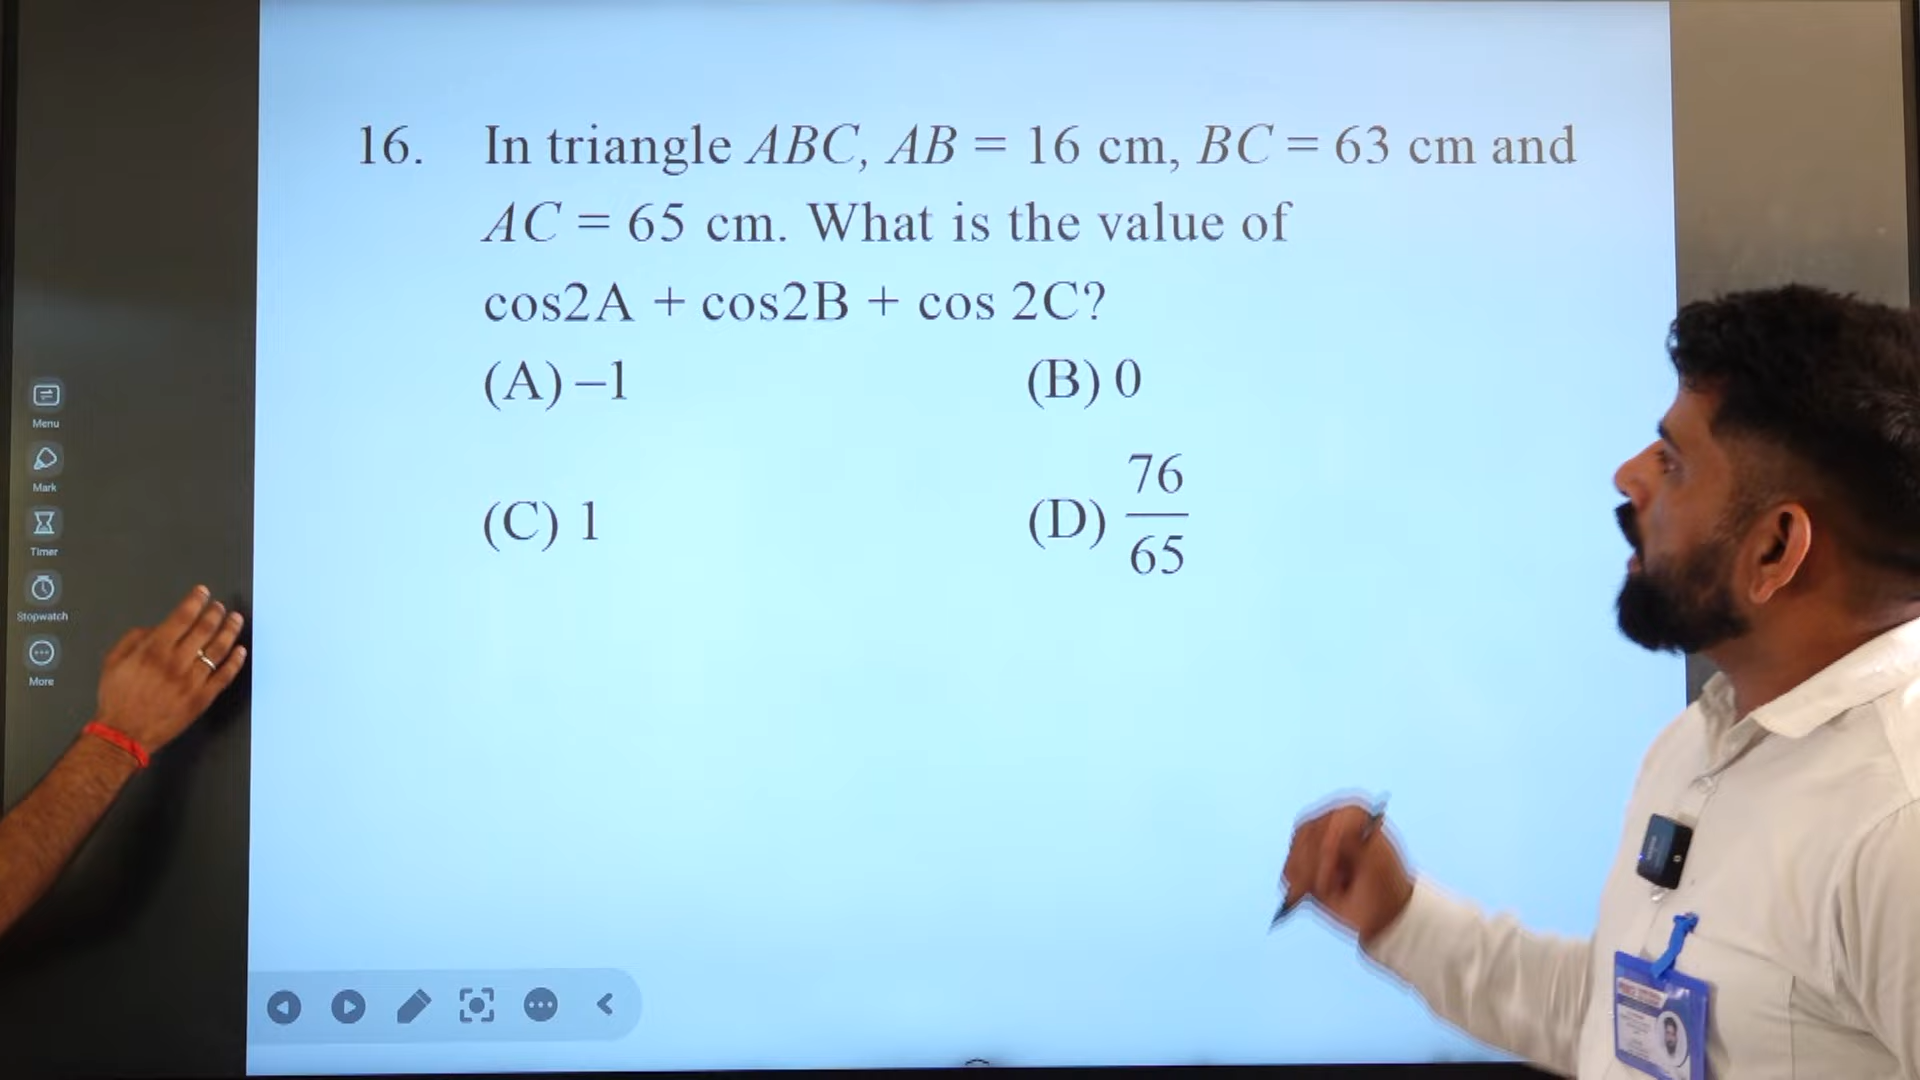 16. In triangle ABC, AB = 16 cm, BC = 63 cm and
AC = 65 cm. What is the value of
cos2A + cos2B + cos 2C?
(A) –1 (B) 0
(C) 1 (D) 76/65
Menu
Mark
Timer
Stopwatch
More